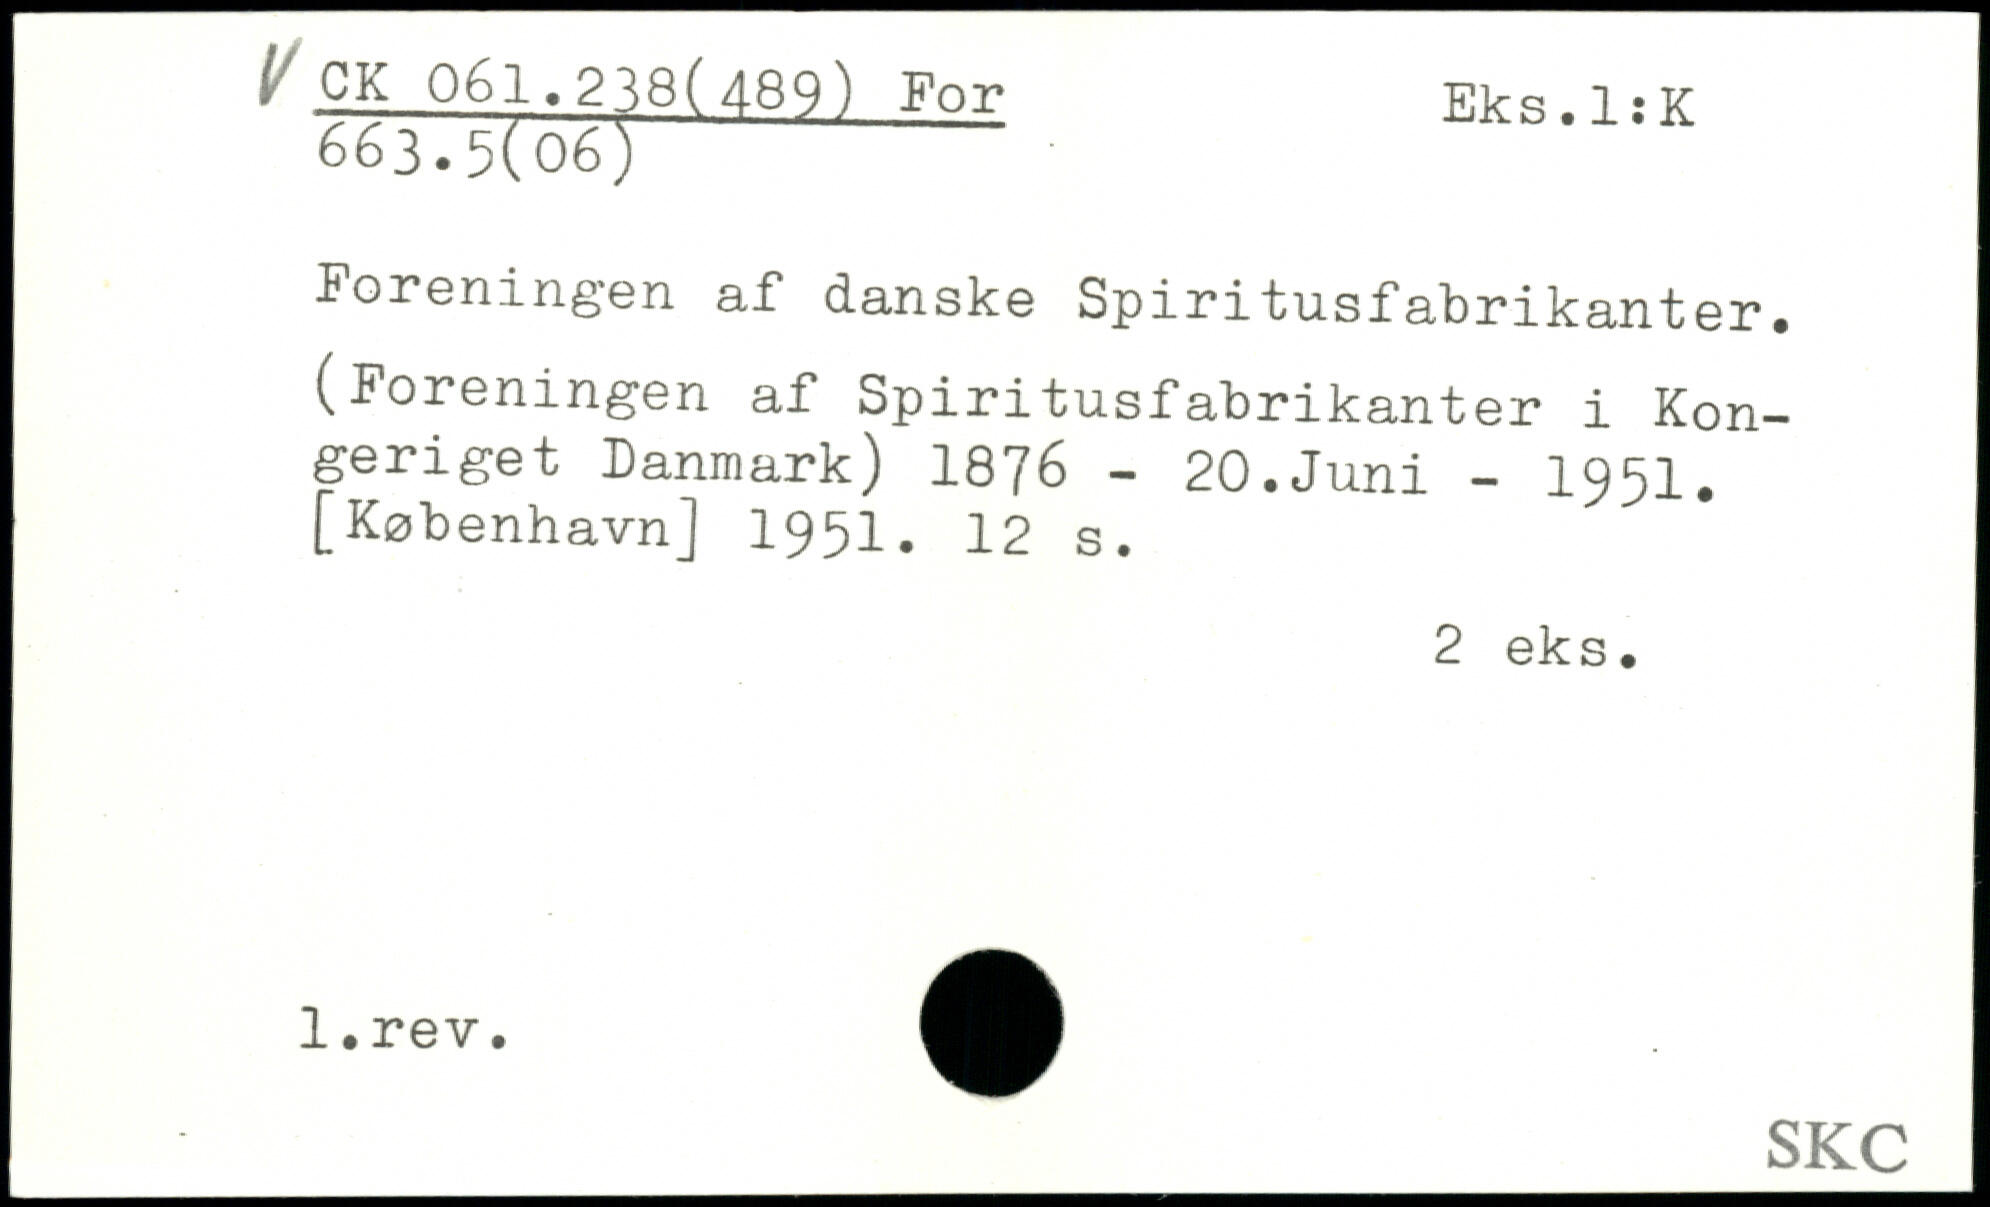 V CK 061.238(489) For
Eks.1:K
663.5(06)
Foreningen af danske Spiritusfabrikanter.
(Foreningen af Spiritusfabrikanter i Kon-
geriget Danmark) 1876 - 20.Juni - 1951.
[København] 1951. 12 s.
2 eks.
1.rev.
SKC